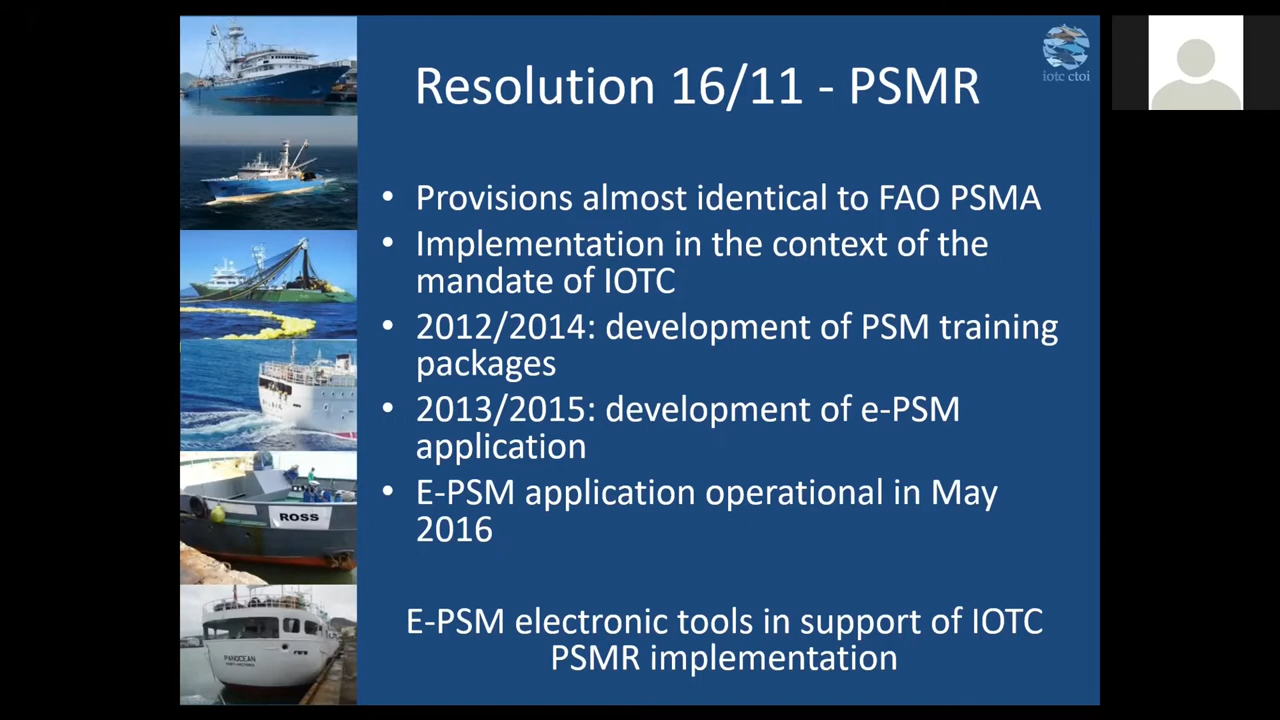 iotc ctoi
Resolution 16/11 - PSMR
• Provisions almost identical to FAO PSMA
• Implementation in the context of the
mandate of IOTC
• 2012/2014: development of PSM training
packages
• 2013/2015: development of e-PSM
application
• E-PSM application operational in May
2016
E-PSM electronic tools in support of IOTC
PSMR implementation
ROSS
PANOCEAN